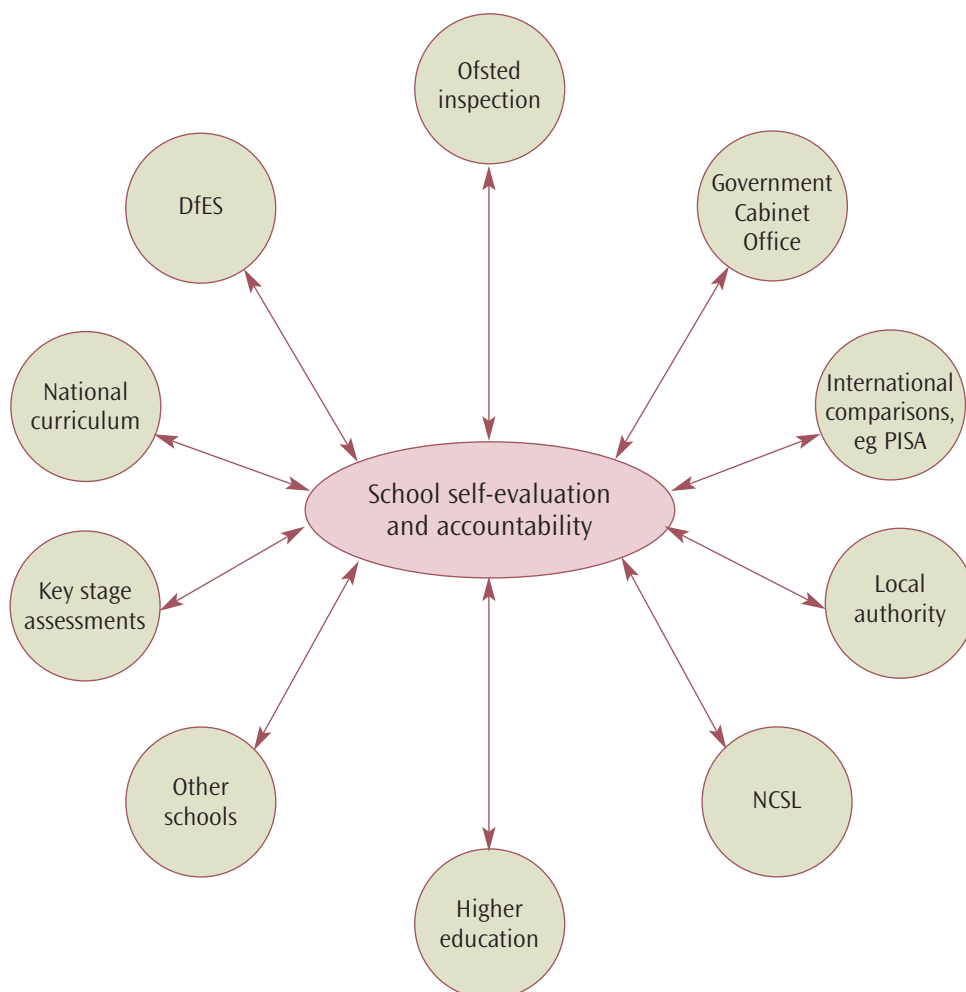 Ofsted
inspection
DfES
Government
Cabinet
Office
National
curriculum
International
comparisons,
eg PISA
School self-evaluation
and accountability
Key stage
assessments
Local
authority
Other
schools
NCSL
Higher
education